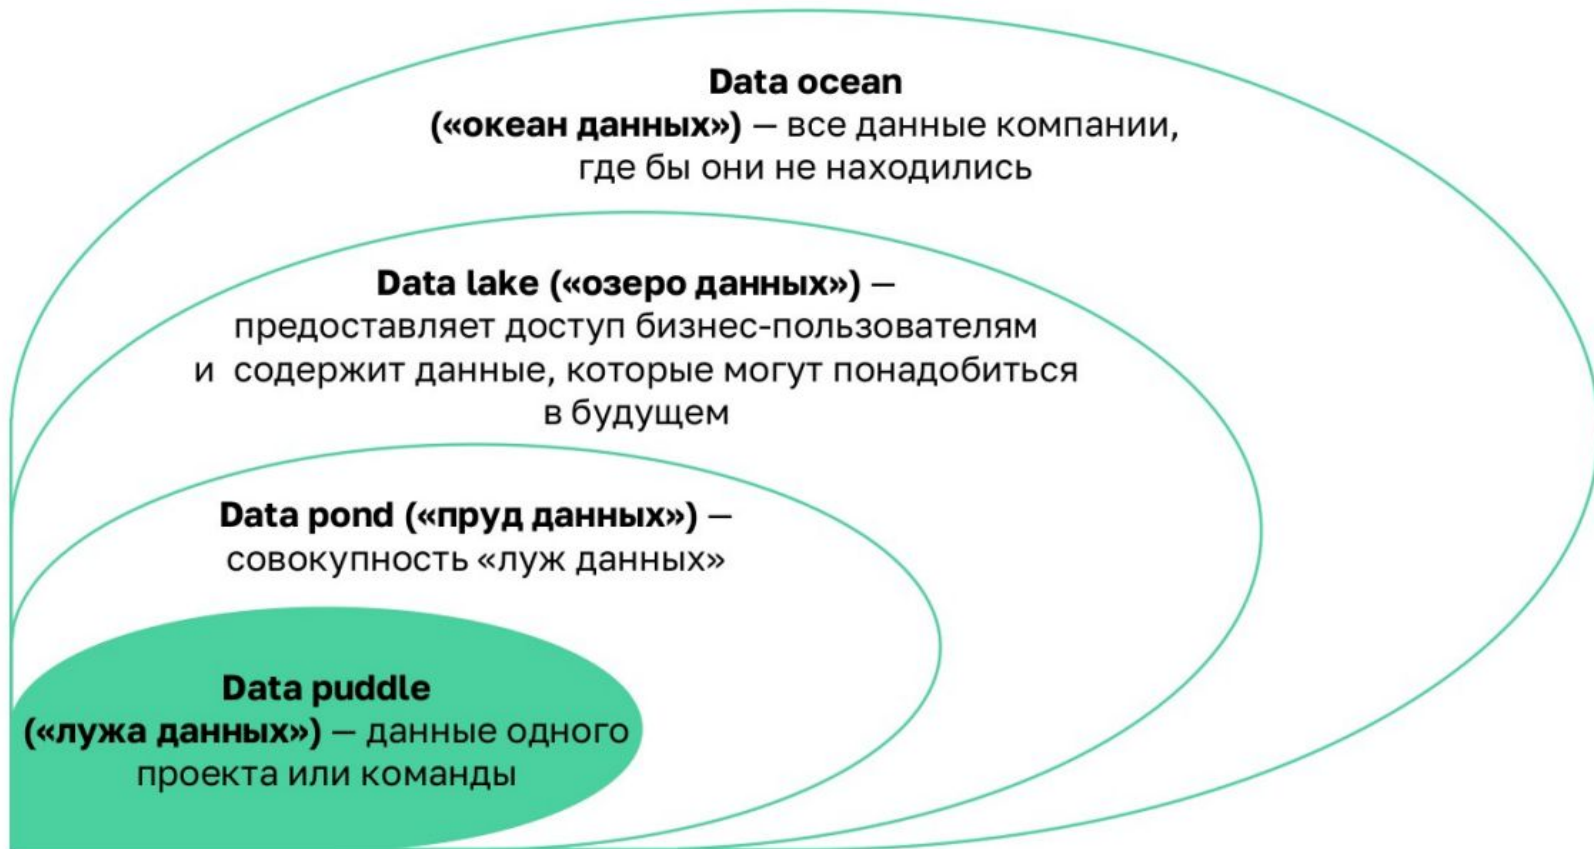 Data ocean
(«океан данных») — все данные компании,
где бы они не находились
Data lake («озеро данных») —
предоставляет доступ бизнес-пользователям
и содержит данные, которые могут понадобиться
в будущем
Data pond («пруд данных») —
совокупность «луж данных»
Data puddle
(«лужа данных») — данные одного
проекта или команды